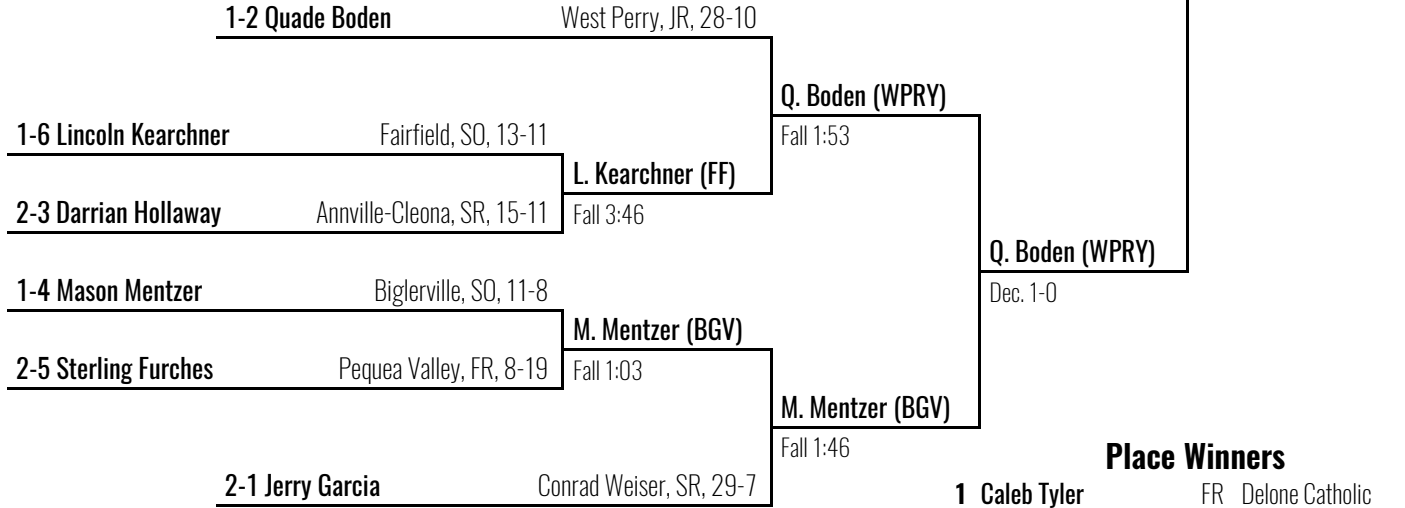 1-2 Quade Boden West Perry, JR, 28-10
Q. Boden (WPRY)
1-6 Lincoln Kearchner Fairfield, SO, 13-11
Fall 1:53
L. Kearchner (FF)
2-3 Darrian Hollaway Annville-Cleona, SR, 15-11
Fall 3:46
Q. Boden (WPRY)
1-4 Mason Mentzer Biglerville, SO, 11-8
Dec. 1-0
M. Mentzer (BGV)
2-5 Sterling Furches Pequea Valley, FR, 8-19
Fall 1:03
M. Mentzer (BGV)
Fall 1:46
Place Winners
2-1 Jerry Garcia Conrad Weiser, SR, 29-7
1 Caleb Tyler FR Delone Catholic